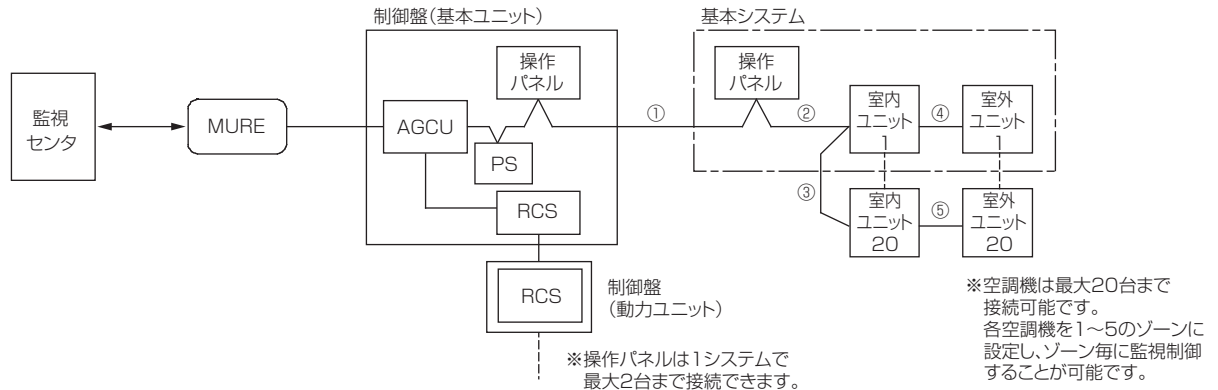 制御盤(基本ユニット)
基本システム
操作
パネル
操作
パネル
監視
センタ
MURE
AGCU
PS
①
②
室内
ユニット
④
室外
ユニット
③
RCS
室内
ユニット
20
⑤
室外
ユニット
20
RCS
制御盤
(動力ユニット)
※空調機は最大20台まで
接続可能です。
各空調機を1〜5のゾーンに
設定し、ゾーン毎に監視制御
することが可能です。
※操作パネルは1システムで
最大2台まで接続できます。